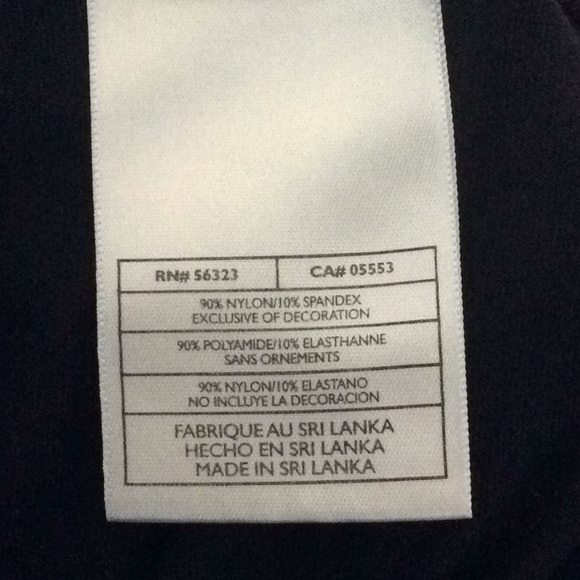 RN# 56323 CA# 05553
90% NYLON/10% SPANDEX
EXCLUSIVE OF DECORATION
90% POLYAMIDE/10% ELASTHANNE
SANS ORNEMENTS
90% NYLON/10% ELASTANO
NO INCLUYE LA DECORACION
FABRIQUE AU SRI LANKA
HECHO EN SRI LANKA
MADE IN SRI LANKA